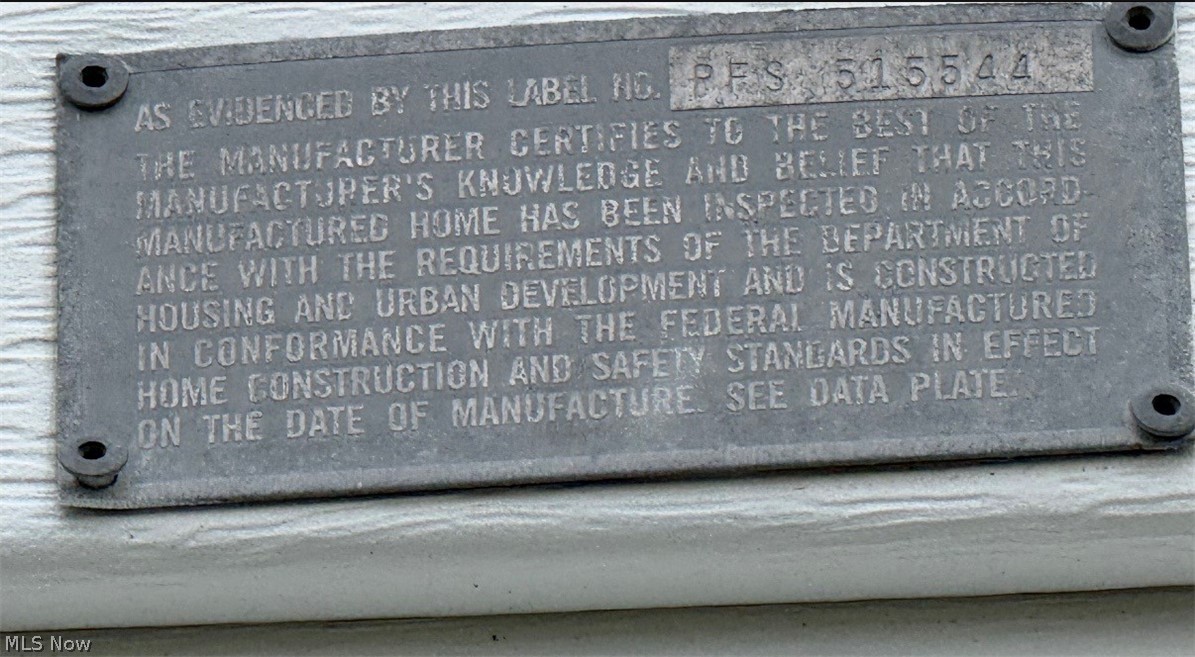 AS EVIDENCED BY THIS LABEL NO. PFS 515544
THE MANUFACTURER CERTIFIES TO THE BEST OF THE
MANUFACTURER'S KNOWLEDGE AND BELIEF THAT THIS
MANUFACTURED HOME HAS BEEN INSPECTED IN ACCORD-
ANCE WITH THE REQUIREMENTS OF THE DEPARTMENT OF
HOUSING AND URBAN DEVELOPMENT AND IS CONSTRUCTED
IN CONFORMANCE WITH THE FEDERAL MANUFACTURED
HOME CONSTRUCTION AND SAFETY STANDARDS IN EFFECT
ON THE DATE OF MANUFACTURE. SEE DATA PLATE.
MLS Now